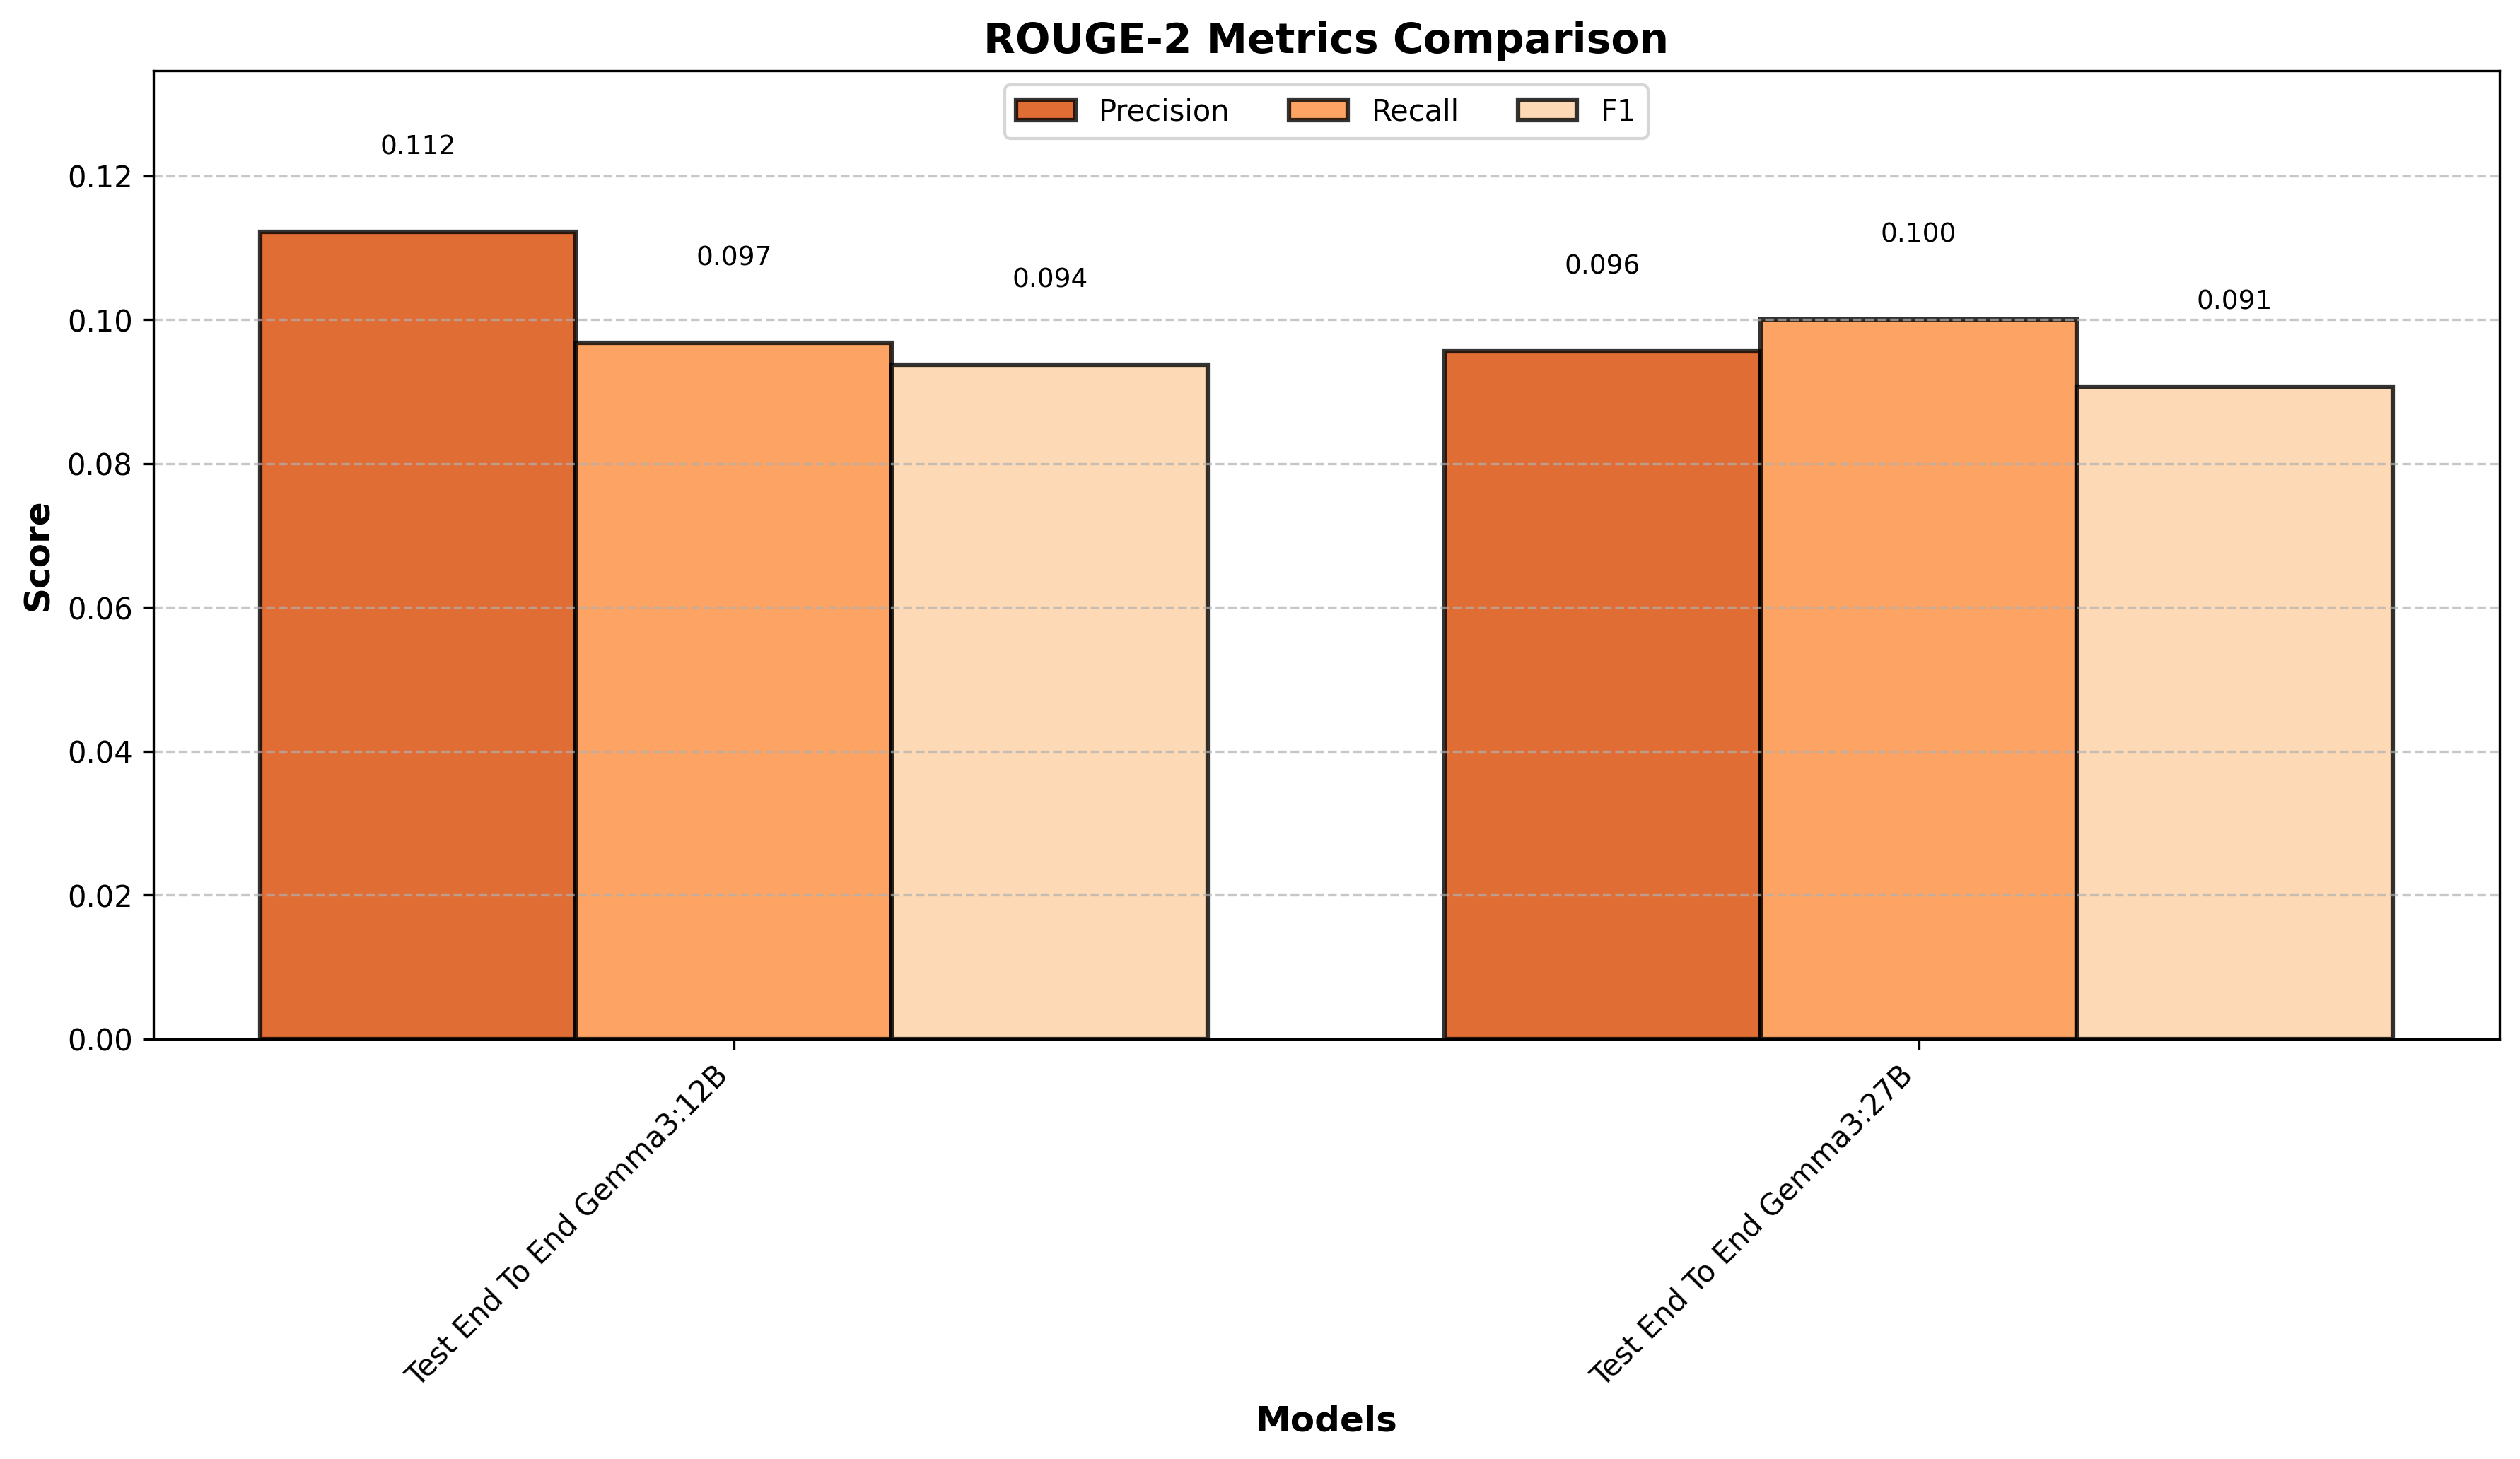 ROUGE-2 Metrics Comparison
Precision Recall F1
0.112
0.097
0.094
0.096
0.100
0.091
0.12
0.10
0.08
0.06
0.04
0.02
0.00
Score
Test End To End Gemma3:12B
Test End To End Gemma3:27B
Models